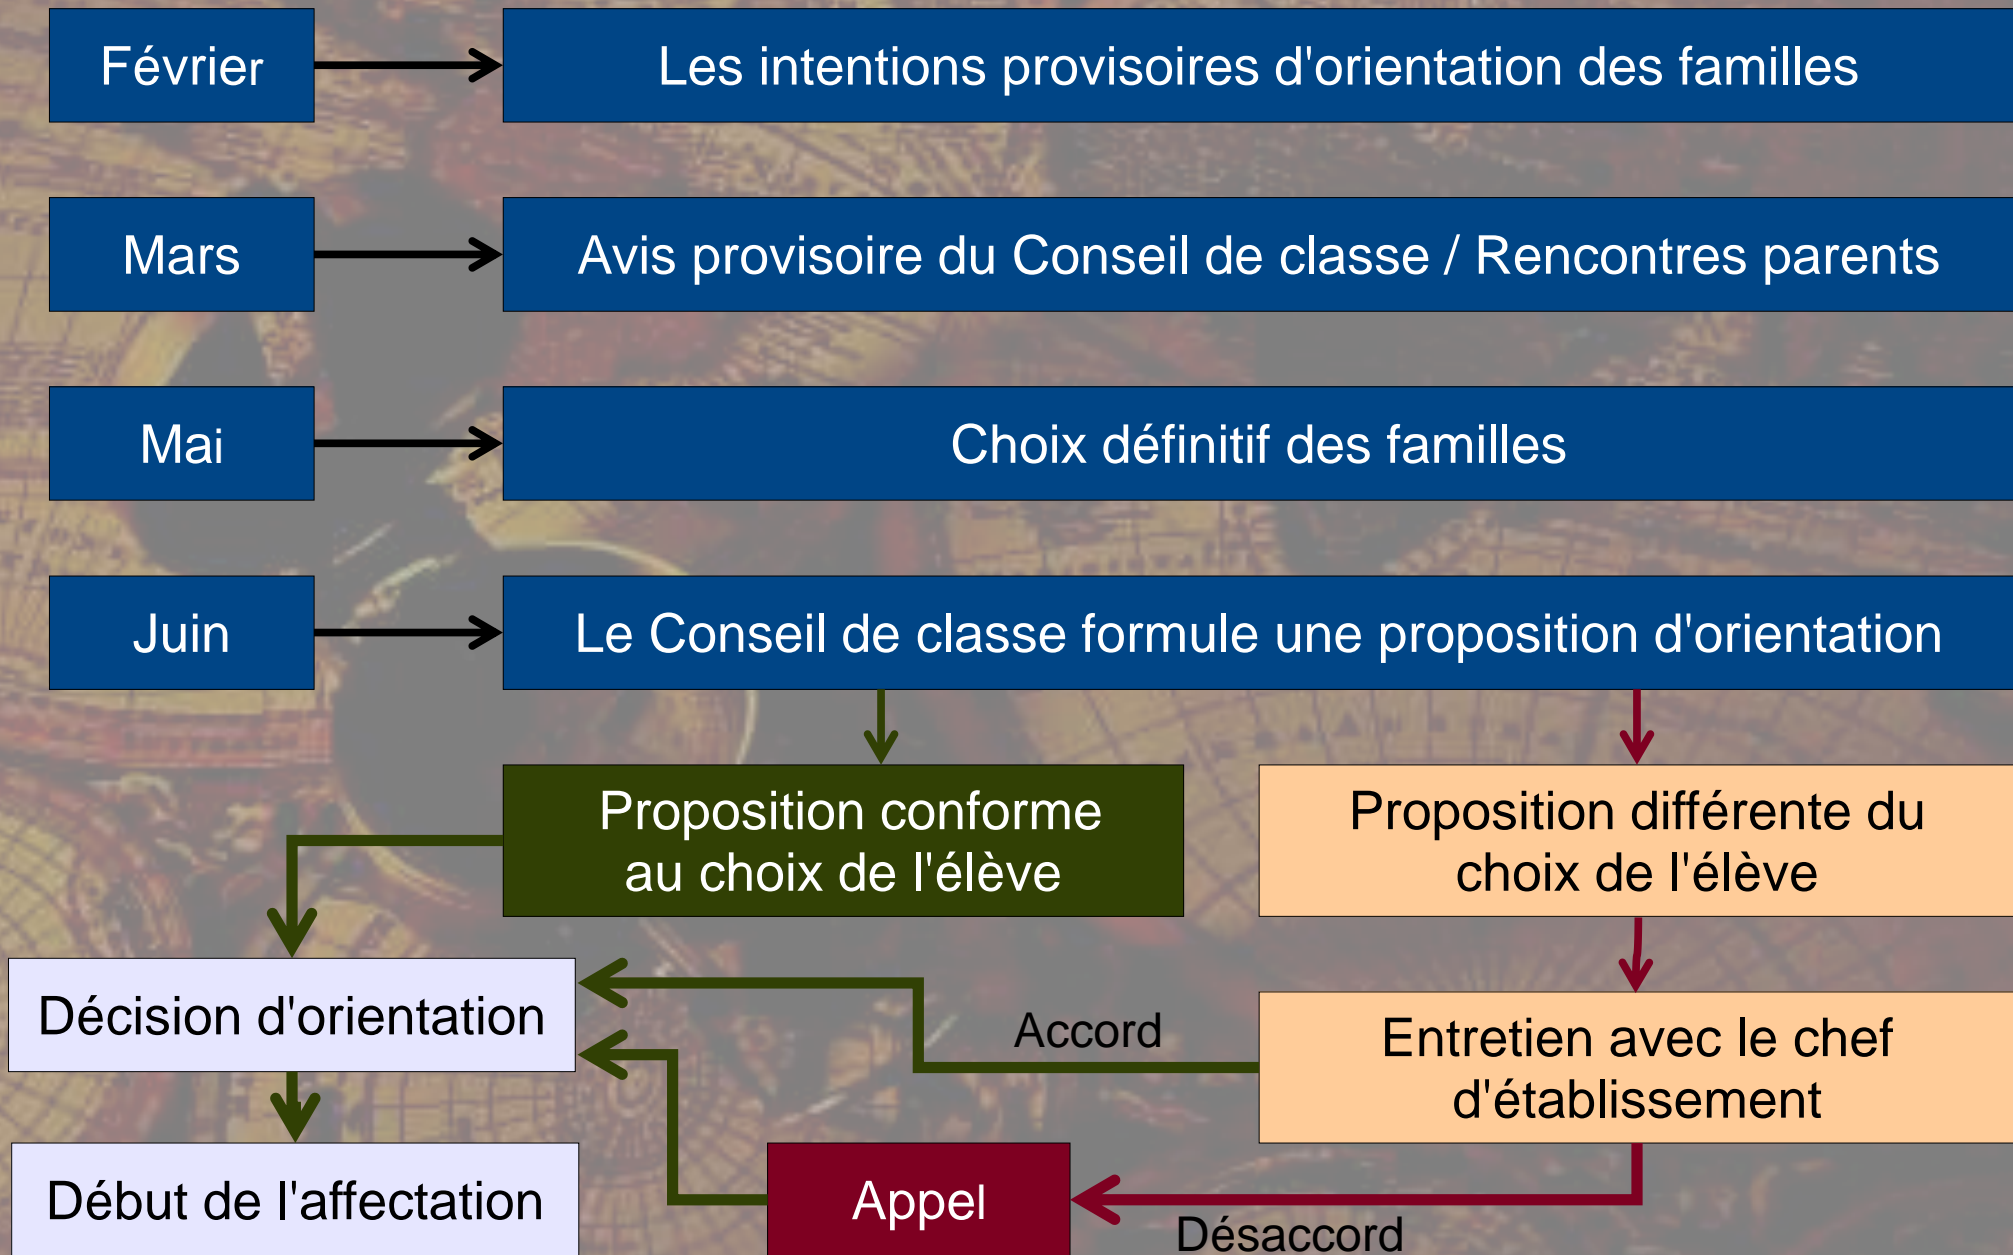 Février
Les intentions provisoires d'orientation des familles
Mars
Avis provisoire du Conseil de classe / Rencontres parents
Mai
Choix définitif des familles
Juin
Le Conseil de classe formule une proposition d'orientation
Proposition conforme
au choix de l'élève
Proposition différente du
choix de l'élève
Décision d'orientation
Accord
Entretien avec le chef
d'établissement
Début de l'affectation
Appel
Désaccord